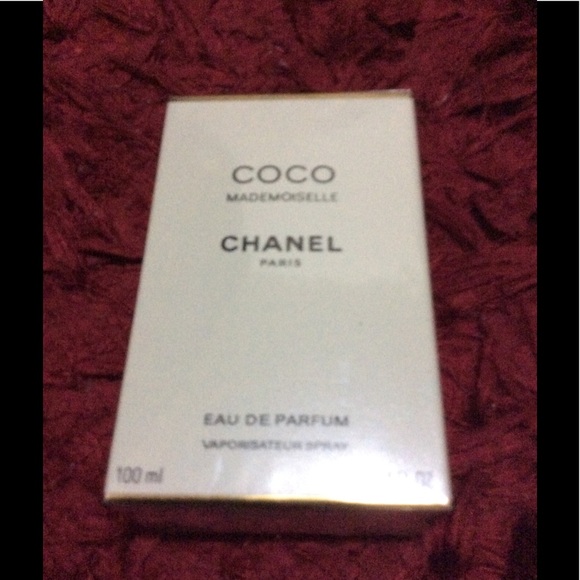 COCO
MADEMOISELLE
CHANEL
PARIS
EAU DE PARFUM
VAPORISATEUR SPRAY
100 ml